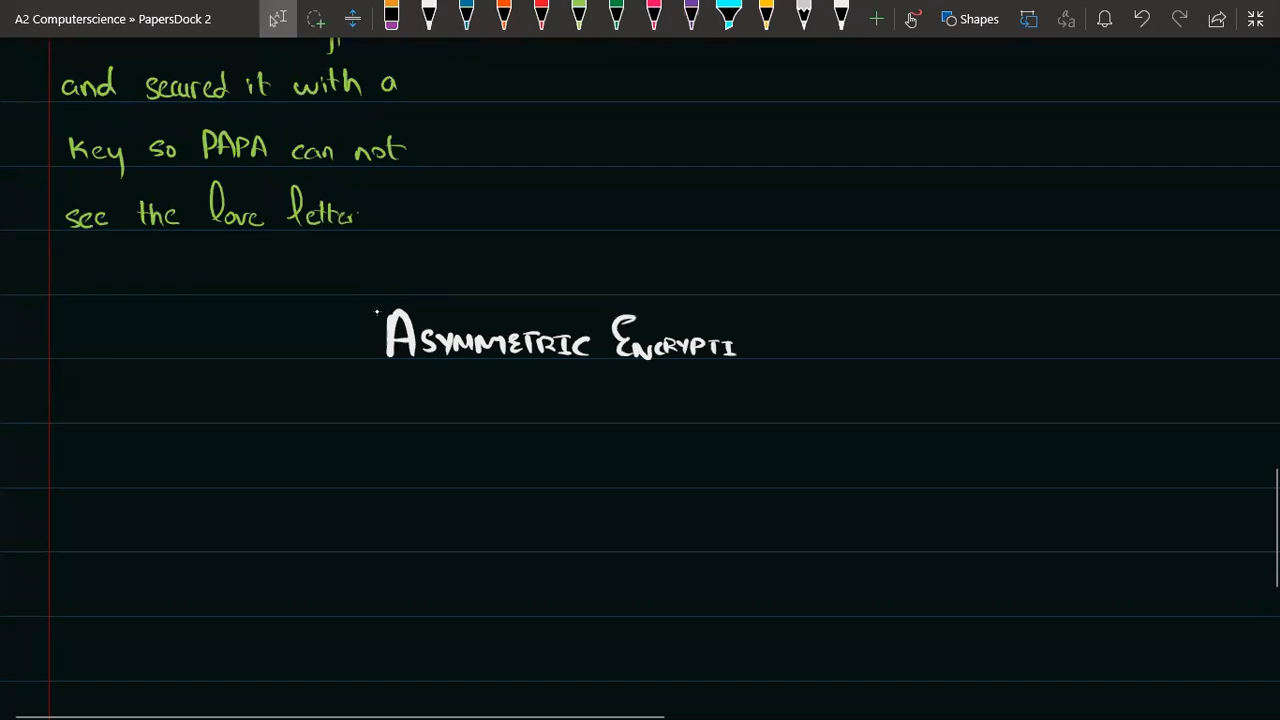 A2 Computerscience » PapersDock 2
Shapes
and secured it with a
key so PAPA can not
see the love letter
ASYMMETRIC ENCRYPTI